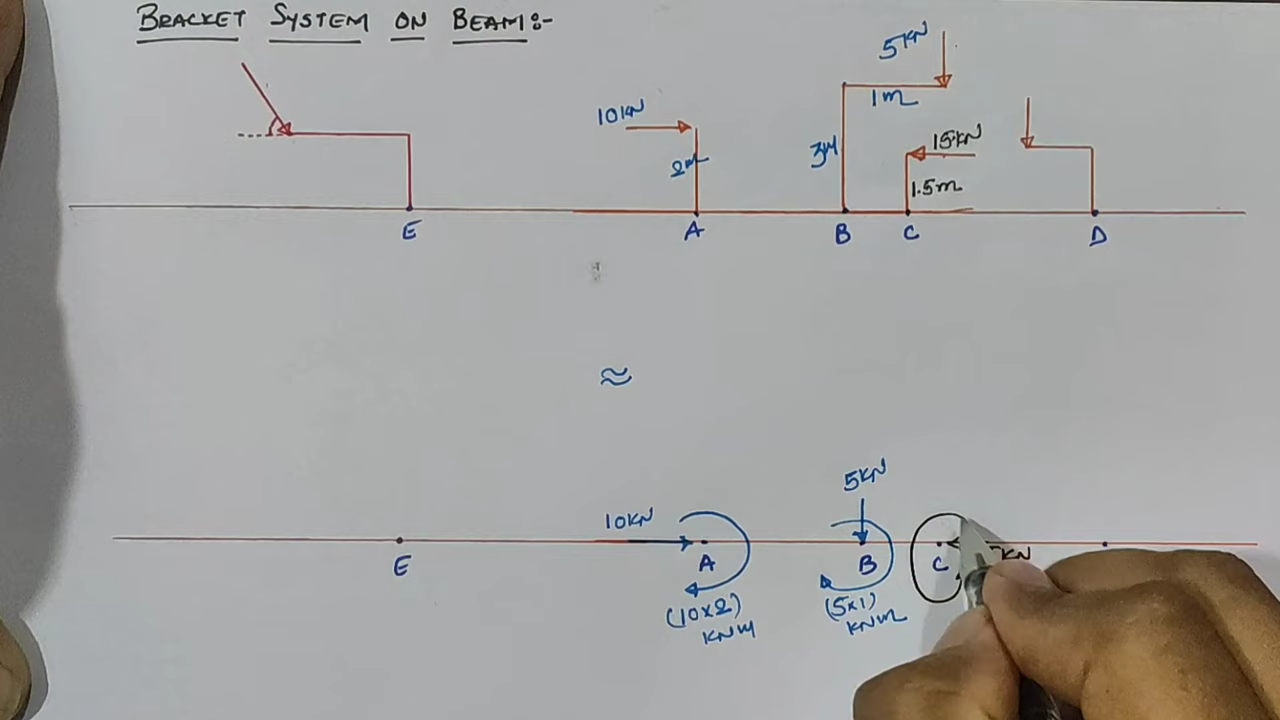 BRACKET SYSTEM ON BEAM:-
5KN
10KN
1m
2m
3M
15KN
1.5m
E
A
B
C
D
≈
5KN
10KN
E
A
B
C
(10×2)
KNM
(5×1)
KNm